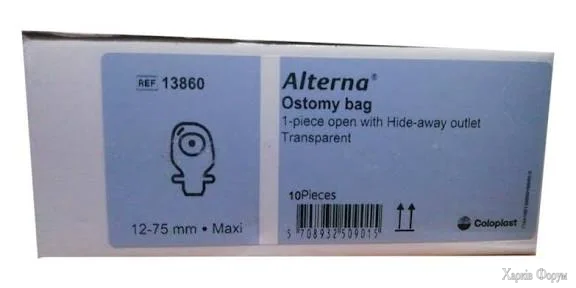 REF 13860
12-75 mm • Maxi
Alterna®
Ostomy bag
1-piece open with Hide-away outlet
Transparent
10Pieces
5 708932 509015
Coloplast
Харків Форум